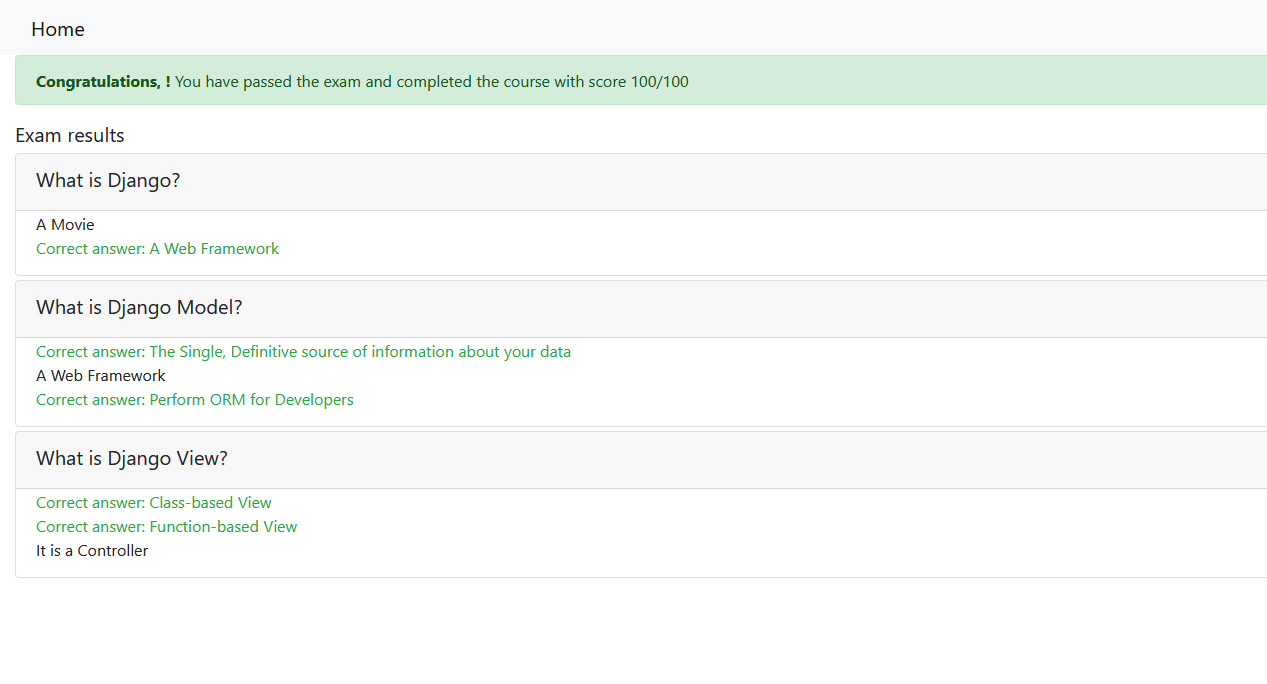 Home
Congratulations, ! You have passed the exam and completed the course with score 100/100
Exam results
What is Django?
A Movie
Correct answer: A Web Framework
What is Django Model?
Correct answer: The Single, Definitive source of information about your data
A Web Framework
Correct answer: Perform ORM for Developers
What is Django View?
Correct answer: Class-based View
Correct answer: Function-based View
It is a Controller